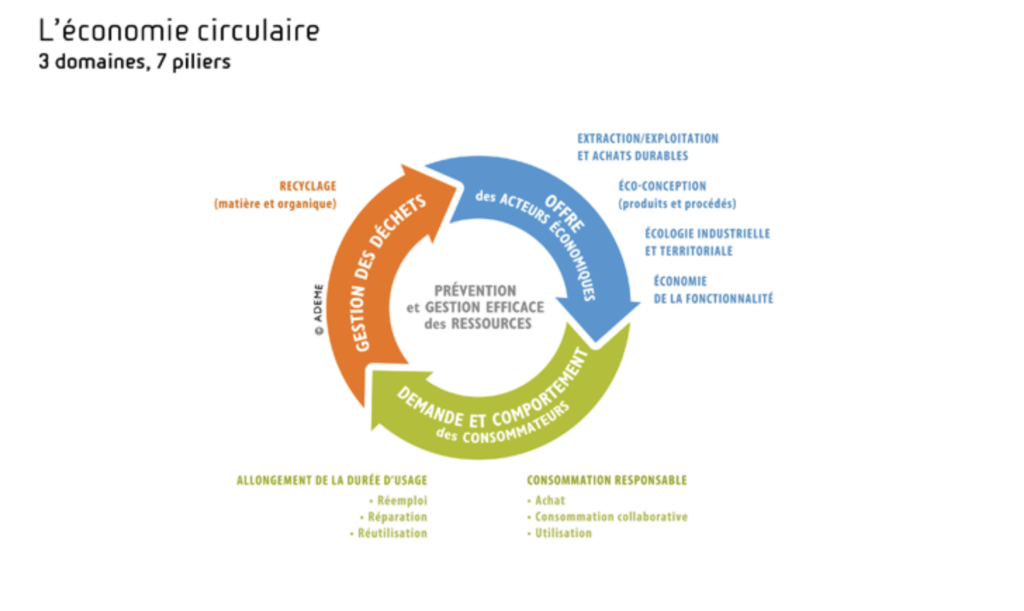 L'économie circulaire
3 domaines, 7 piliers
EXTRACTION/EXPLOITATION
ET ACHATS DURABLES
ÉCO-CONCEPTION
(produits et procédés)
ÉCOLOGIE INDUSTRIELLE
ET TERRITORIALE
ÉCONOMIE
DE LA FONCTIONNALITÉ
RECYCLAGE
(matière et organique)
OFFRE
des ACTEURS ÉCONOMIQUES
GESTION DES DÉCHETS
© ADEME
PRÉVENTION
et GESTION EFFICACE
des RESSOURCES
DEMANDE ET COMPORTEMENT
des CONSOMMATEURS
ALLONGEMENT DE LA DURÉE D'USAGE
• Réemploi
• Réparation
• Réutilisation
CONSOMMATION RESPONSABLE
• Achat
• Consommation collaborative
• Utilisation